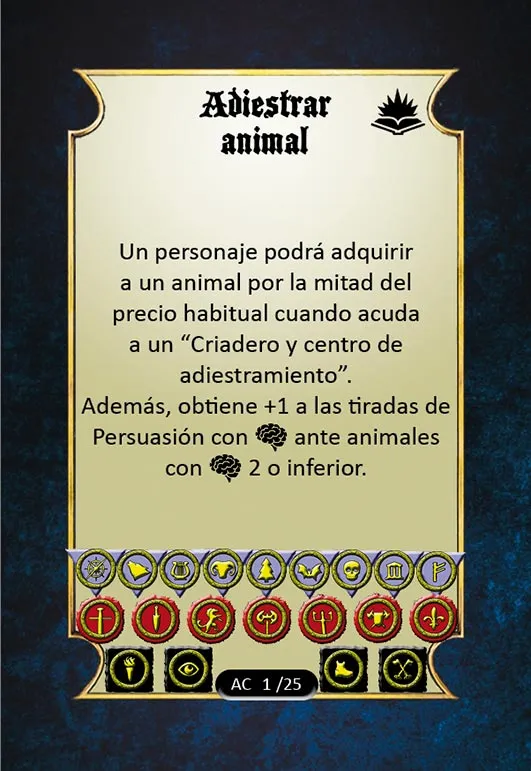 Adiestrar
animal
Un personaje podrá adquirir
a un animal por la mitad del
precio habitual cuando acuda
a un “Criadero y centro de
adiestramiento”.
Además, obtiene +1 a las tiradas de
Persuasión con ante animales
con 2 o inferior.
AC 1 /25